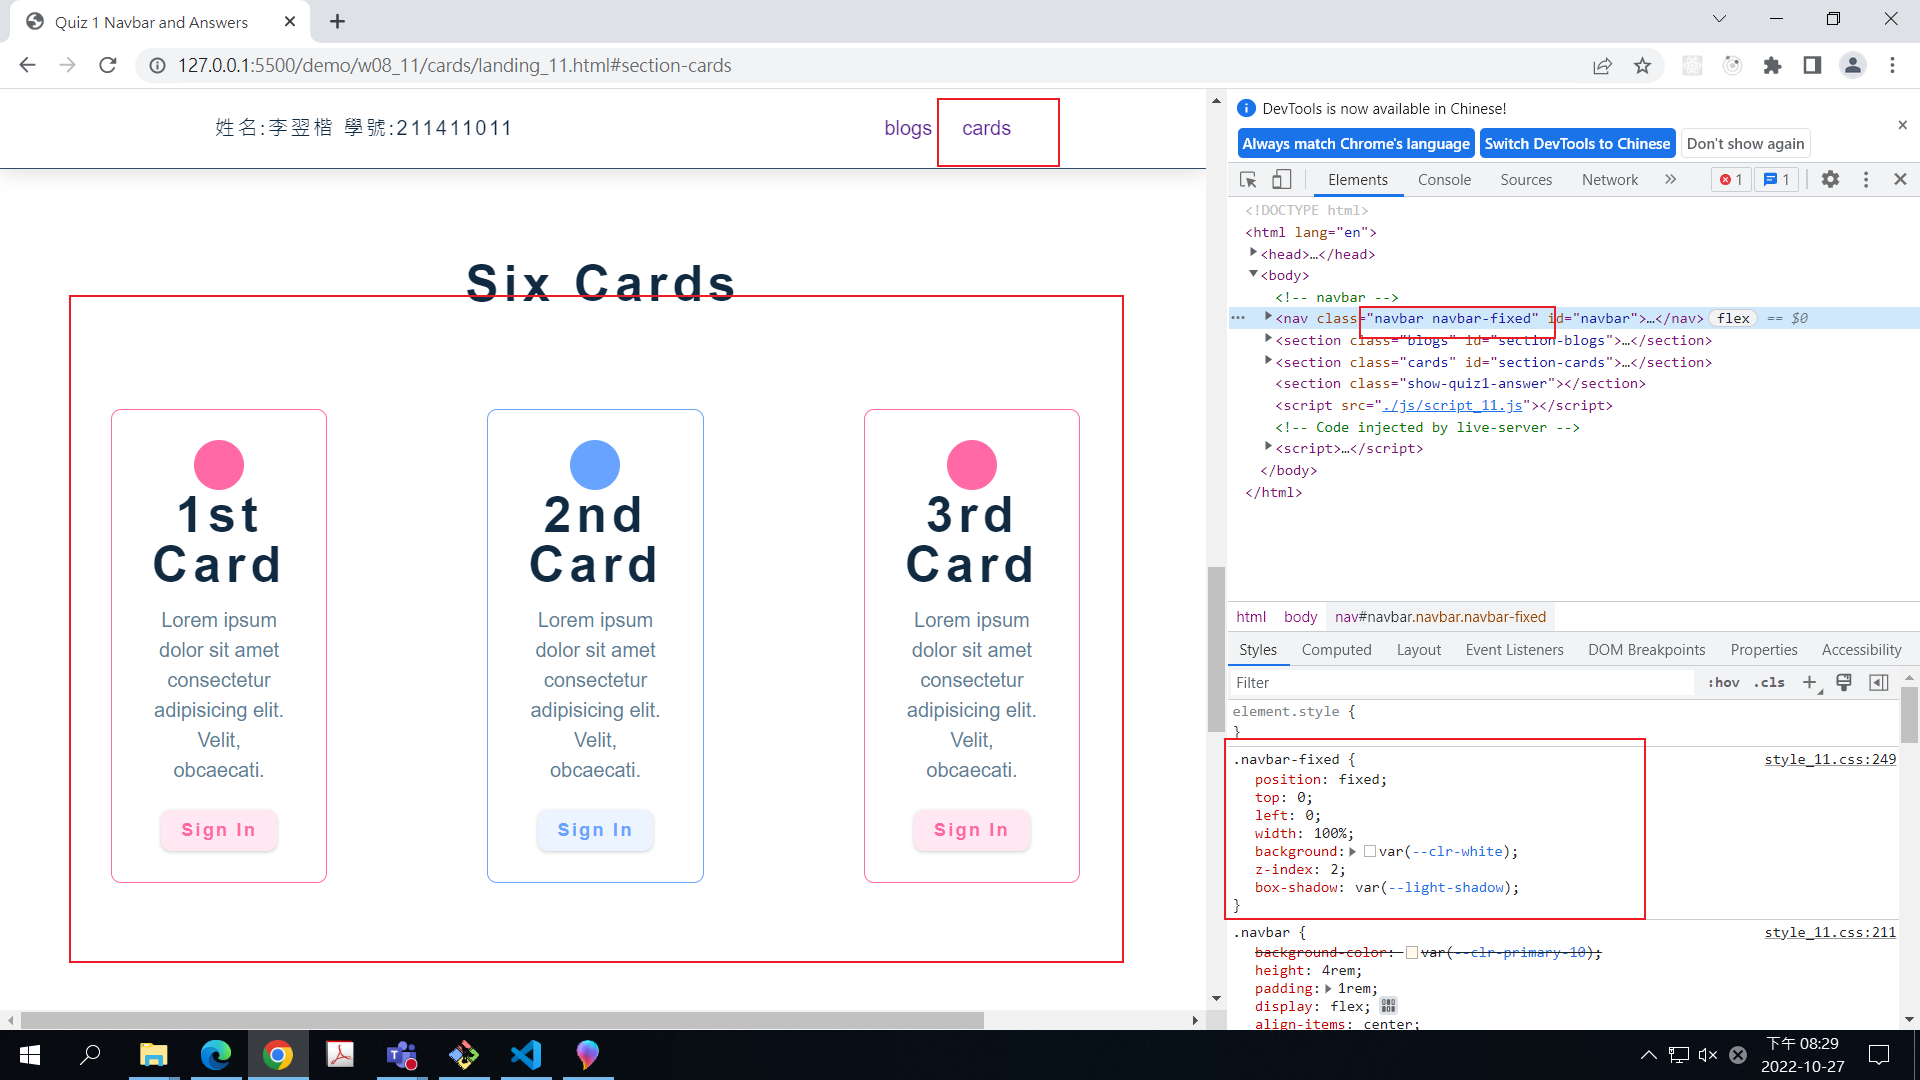 Quiz 1 Navbar and Answers
127.0.0.1:5500/demo/w08_11/cards/landing_11.html#section-cards
姓名:李翌楷 學號:211411011
blogs
cards
Six Cards
1st
Card
Lorem ipsum
dolor sit amet
consectetur
adipisicing elit.
Velit,
obcaecati.
Sign In
2nd
Card
Lorem ipsum
dolor sit amet
consectetur
adipisicing elit.
Velit,
obcaecati.
Sign In
3rd
Card
Lorem ipsum
dolor sit amet
consectetur
adipisicing elit.
Velit,
obcaecati.
Sign In
DevTools is now available in Chinese!
Always match Chrome's language
Switch DevTools to Chinese
Don't show again
Elements
Console
Sources
Network
1
1
<!DOCTYPE html>
<html lang="en">
<head>…</head>
<body>
<!-- navbar -->
<nav class="navbar navbar-fixed" id="navbar">…</nav> flex == $0
<section class="blogs" id="section-blogs">…</section>
<section class="cards" id="section-cards">…</section>
<section class="show-quiz1-answer"></section>
<script src="./js/script_11.js"></script>
<!-- Code injected by live-server -->
<script>…</script>
</body>
</html>
html body nav#navbar.navbar.navbar-fixed
Styles
Computed
Layout
Event Listeners
DOM Breakpoints
Properties
Accessibility
Filter
:hov .cls
element.style {
}
.navbar-fixed { style_11.css:249
position: fixed;
top: 0;
left: 0;
width: 100%;
background: var(--clr-white);
z-index: 2;
box-shadow: var(--light-shadow);
}
.navbar { style_11.css:211
background-color: var(--clr-primary-10);
height: 4rem;
padding: 1rem;
display: flex;
align-items: center;
下午 08:29
2022-10-27